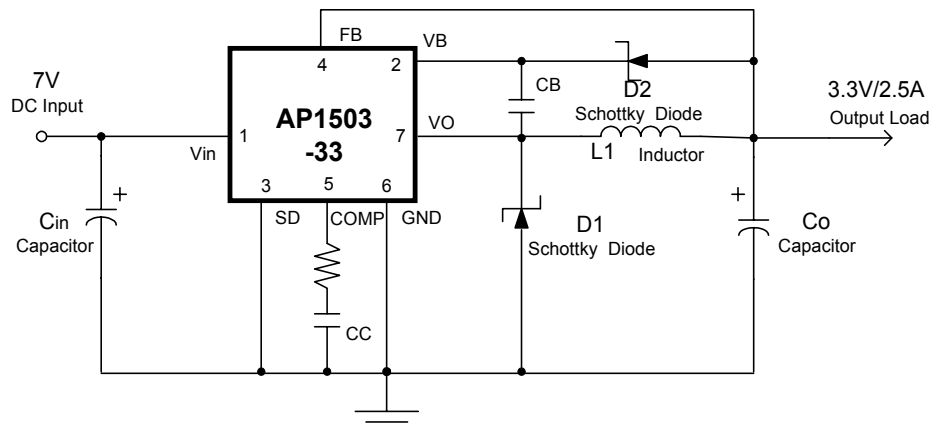 FB
VB
4
2
7V
DC Input
CB
D2
Schottky Diode
3.3V/2.5A
Output Load
AP1503
-33
1
7
VO
Vin
L1
Inductor
3
5
6
SD
COMP
GND
Cin
Capacitor
D1
Schottky Diode
Co
Capacitor
CC